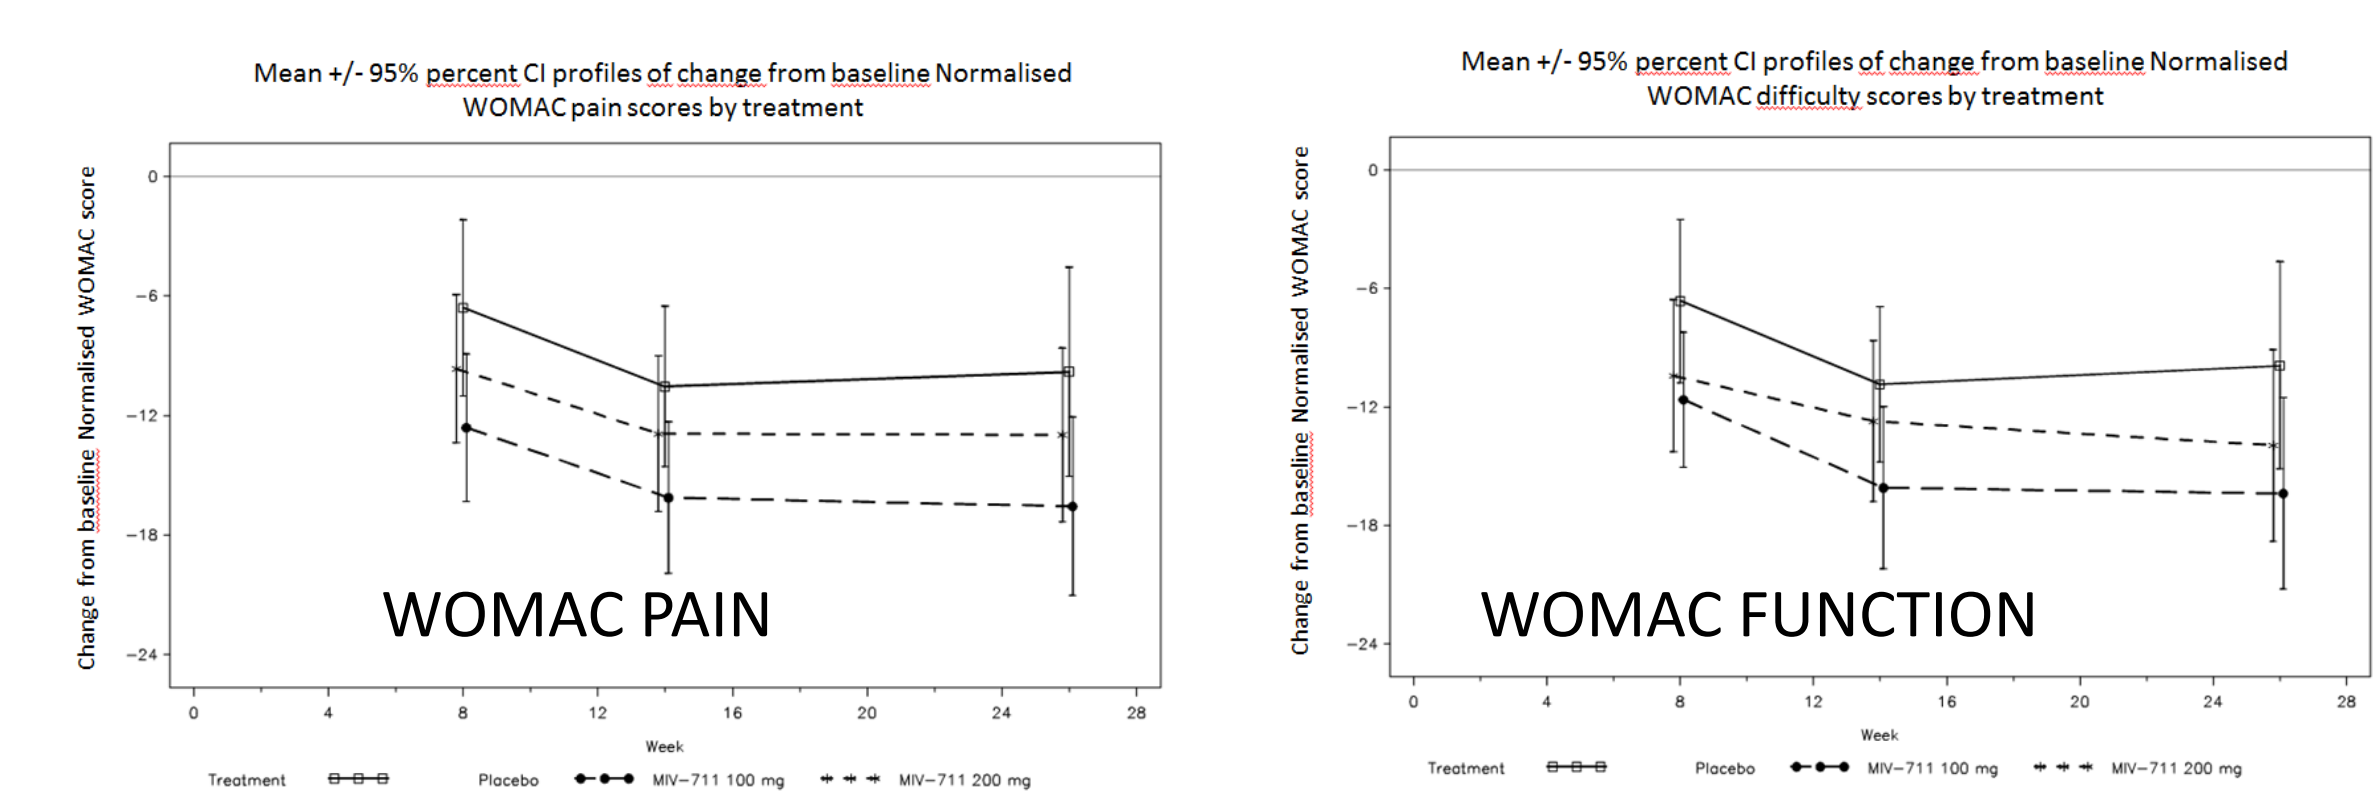 Mean +/- 95% percent CI profiles of change from baseline Normalised
WOMAC pain scores by treatment
Change from baseline Normalised WOMAC score
0
−6
−12
−18
−24
WOMAC PAIN
0 4 8 12 16 20 24 28
Week
Treatment Placebo MIV−711 100 mg MIV−711 200 mg
Mean +/- 95% percent CI profiles of change from baseline Normalised
WOMAC difficulty scores by treatment
Change from baseline Normalised WOMAC score
0
−6
−12
−18
−24
WOMAC FUNCTION
0 4 8 12 16 20 24 28
Week
Treatment Placebo MIV−711 100 mg MIV−711 200 mg